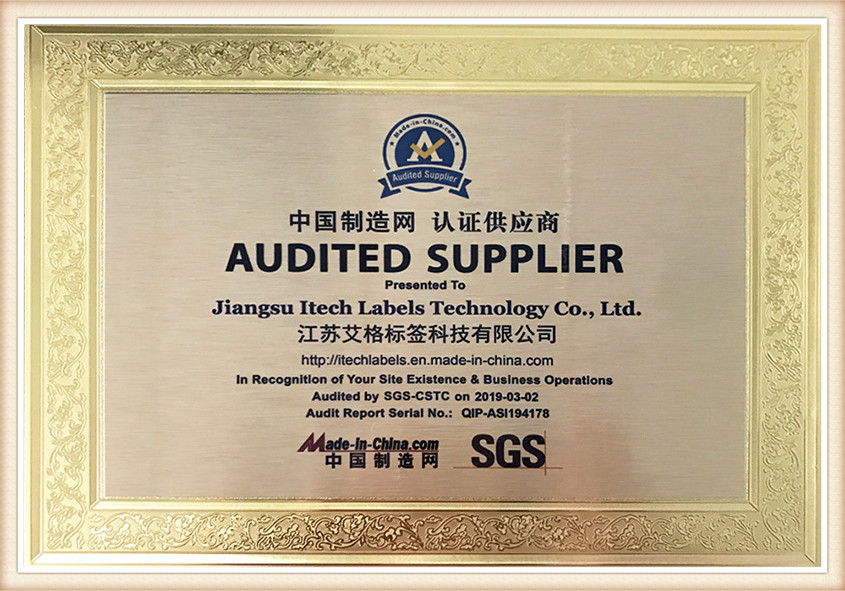 Made-in-China.com
A
Audited Supplier
中国制造网 认证供应商
AUDITED SUPPLIER
Presented To
Jiangsu Itech Labels Technology Co., Ltd.
江苏艾格标签科技有限公司
http://itechlabels.en.made-in-china.com
In Recognition of Your Site Existence & Business Operations
Audited by SGS-CSTC on 2019-03-02
Audit Report Serial No.: QIP-ASI194178
Made-in-China.com
中国制造网
SGS